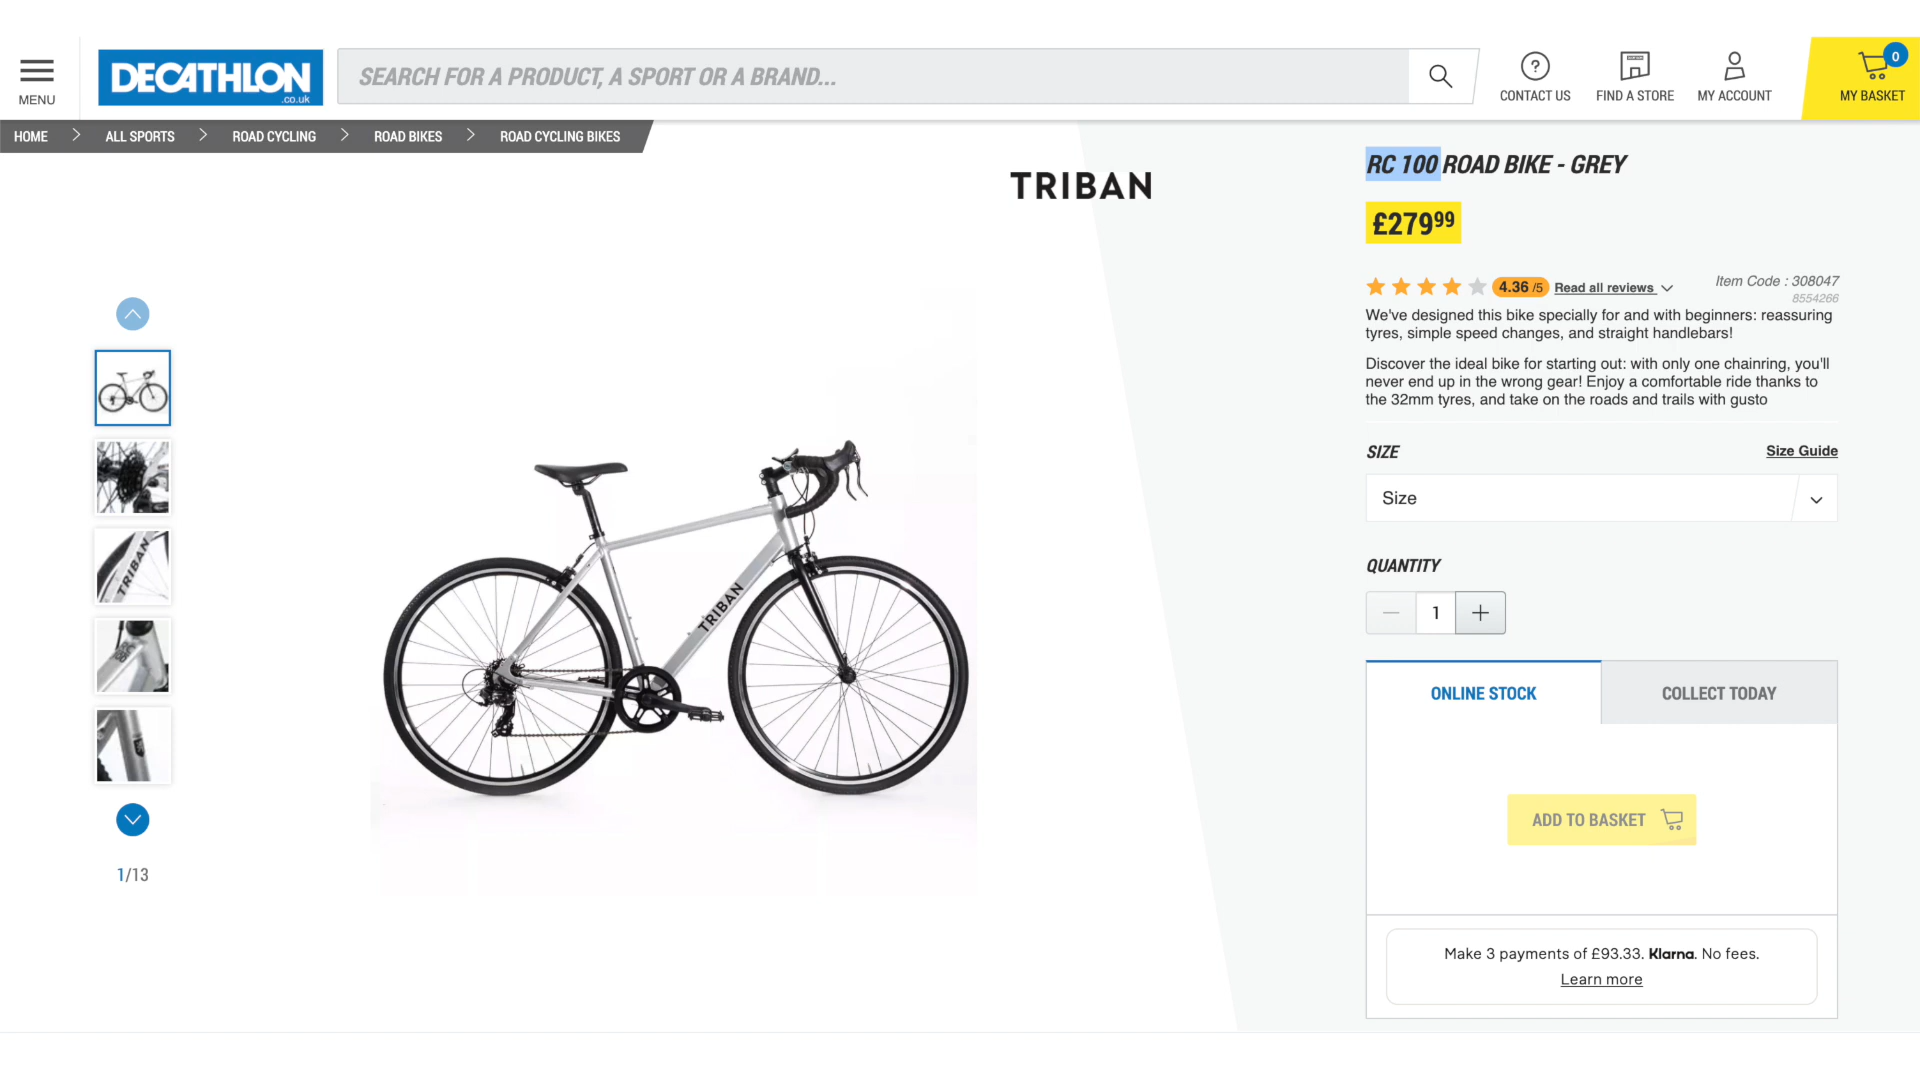 MENU
DECATHLON
.co.uk
SEARCH FOR A PRODUCT, A SPORT OR A BRAND...
CONTACT US
FIND A STORE
MY ACCOUNT
0
MY BASKET
HOME
ALL SPORTS
ROAD CYCLING
ROAD BIKES
ROAD CYCLING BIKES
TRIBAN
RC 100 ROAD BIKE - GREY
£279.99
4.36 /5
Read all reviews
Item Code : 308047
8554266
We've designed this bike specially for and with beginners: reassuring
tyres, simple speed changes, and straight handlebars!
Discover the ideal bike for starting out: with only one chainring, you'll
never end up in the wrong gear! Enjoy a comfortable ride thanks to
the 32mm tyres, and take on the roads and trails with gusto
SIZE
Size Guide
Size
QUANTITY
1
ONLINE STOCK
COLLECT TODAY
ADD TO BASKET
Make 3 payments of £93.33. Klarna. No fees.
Learn more
TRIBAN
TRIBAN
1/13